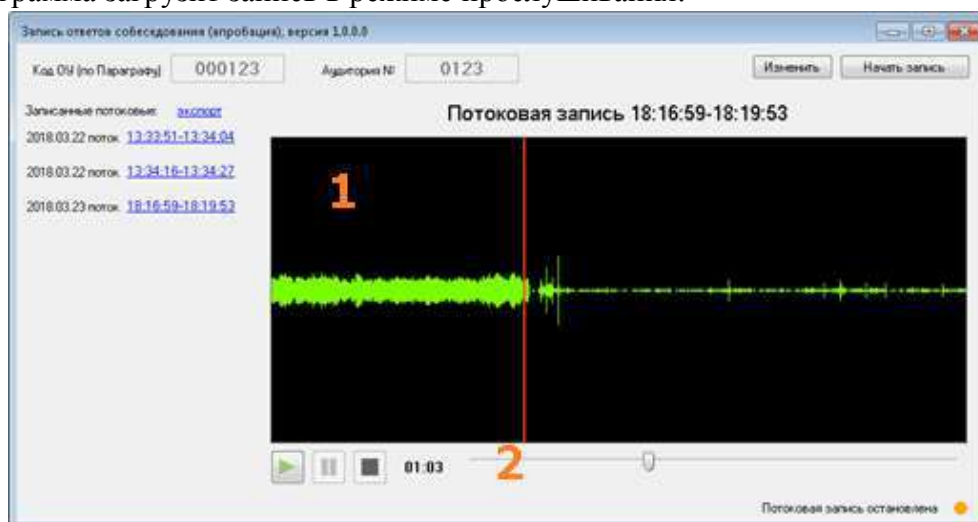 грамма загрузит запись в режиме прослушивания.
Запись ответов собеседования (апробация), версия 1.0.0.0
Код ОУ (по Параграфу) 000123 Аудитория № 0123 Изменить Начать запись
Записанные потоковые: экспорт
Потоковая запись 18:16:59-18:19:53
2018.03.22 поток 13:33:51-13:34:04
2018.03.22 поток 13:34:16-13:34:27
2018.03.23 поток 18:16:59-18:19:53
1
01:03 2
Потоковая запись остановлена